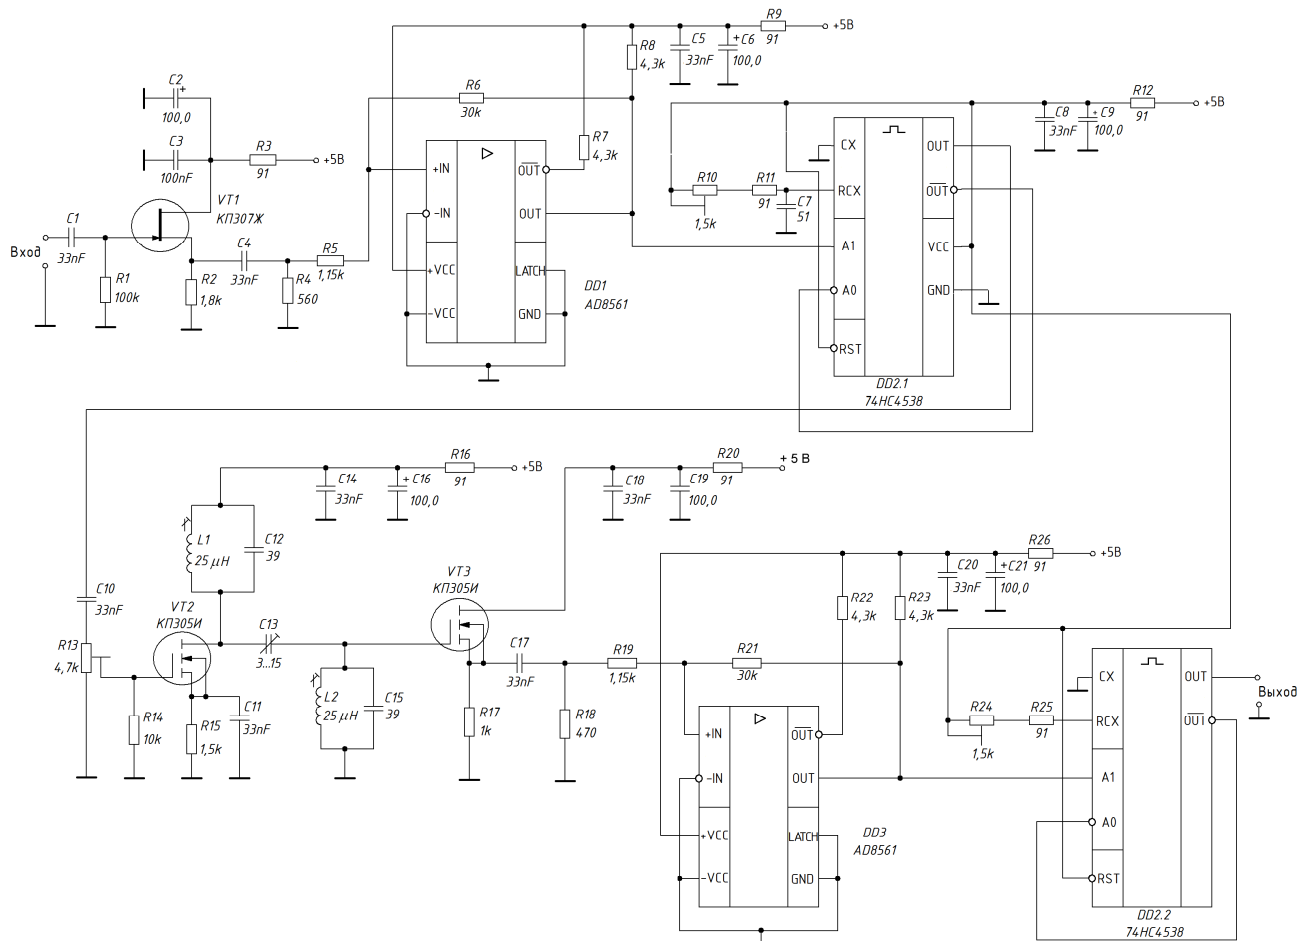 R9
+5В
91
C5
33nF
+C6
100,0
R8
4,3k
C2
+
100,0
C3
100nF
R3
91
+5В
R6
30k
R7
4,3k
R12
91
+5В
C8
33nF
+C9
100,0
VT1
КП307Ж
C1
33nF
Вход
R1
100k
R2
1,8k
C4
33nF
R4
560
R5
1,15k
+IN
-IN
+VCC
-VCC
OUT
OUT
LATCH
GND
DD1
AD8561
R10
1,5k
R11
91
C7
51
CX
RCX
A1
A0
RST
OUT
OUT
VCC
GND
DD2.1
74HC4538
R16
91
+5В
C14
33nF
+C16
100,0
R20
91
+ 5 В
C18
33nF
C19
100,0
L1
25 μH
C12
39
C10
33nF
R13
4,7k
VT2
КП305И
R14
10k
R15
1,5k
C11
33nF
C13
3...15
L2
25 μH
C15
39
VT3
КП305И
C17
33nF
R17
1k
R18
470
R19
1,15k
R21
30k
R22
4,3k
R23
4,3k
C20
33nF
+C21
100,0
R26
91
+5В
+IN
-IN
+VCC
-VCC
OUT
OUT
LATCH
GND
DD3
AD8561
R24
1,5k
R25
91
CX
RCX
A1
A0
RST
OUT
OUT
Выход
DD2.2
74HC4538